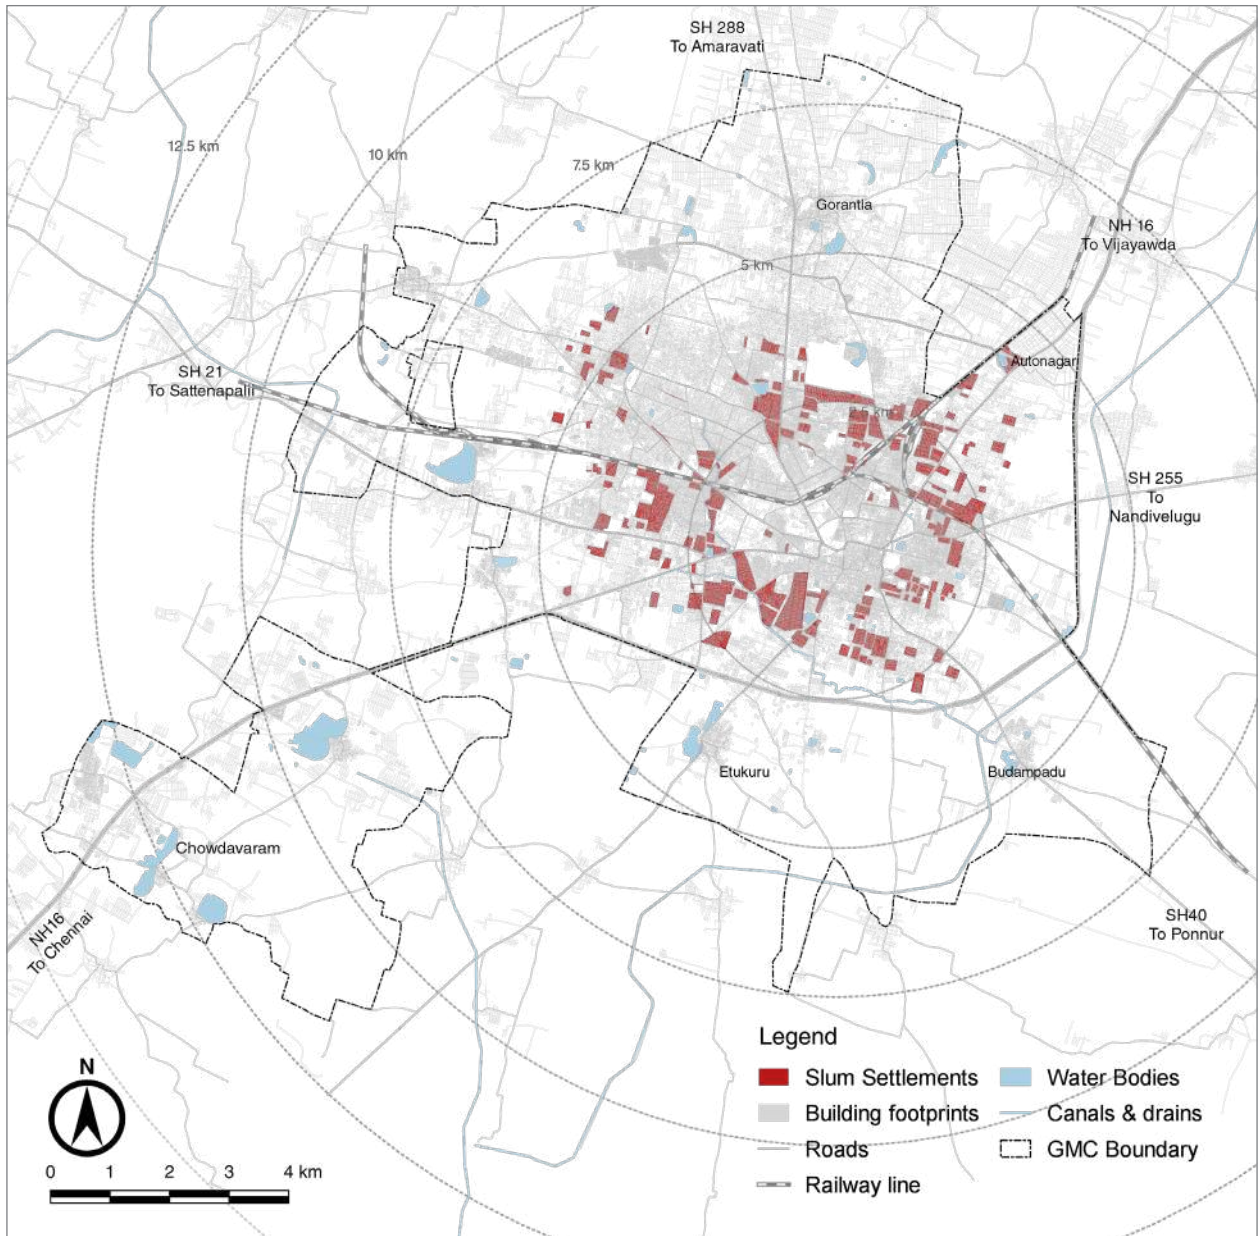 SH 288
To Amaravati
12.5 km
10 km
7.5 km
Gorantla
NH 16
To Vijayawda
5 km
Autonagar
SH 21
To Sattenapalli
2.5 km
SH 255
To
Nandivelugu
Etukuru
Budampadu
Chowdavaram
NH16
To Chennai
SH40
To Ponnur
Legend
Slum Settlements
Water Bodies
Building footprints
Canals & drains
Roads
GMC Boundary
Railway line
N
0 1 2 3 4 km